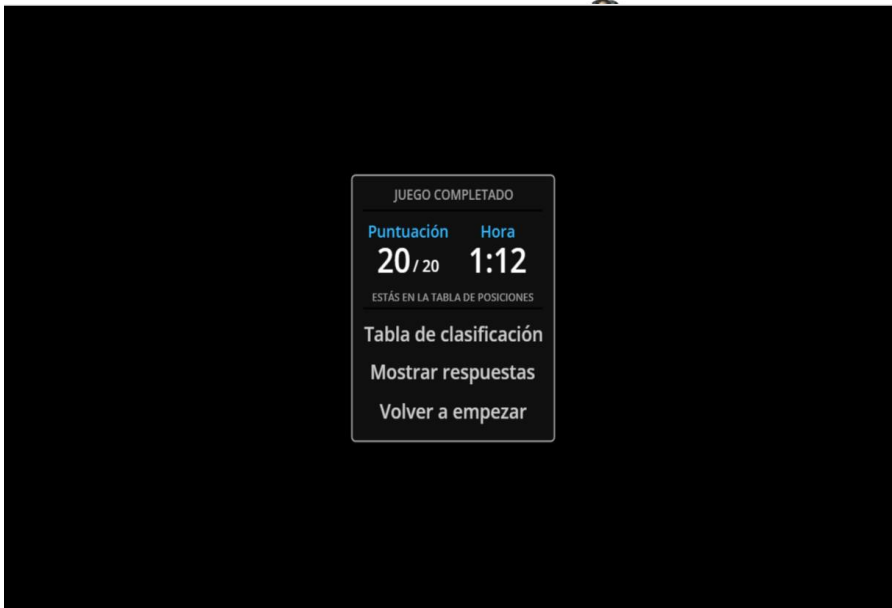 JUEGO COMPLETADO
Puntuación Hora
20 / 20 1:12
ESTÁS EN LA TABLA DE POSICIONES
Tabla de clasificación
Mostrar respuestas
Volver a empezar